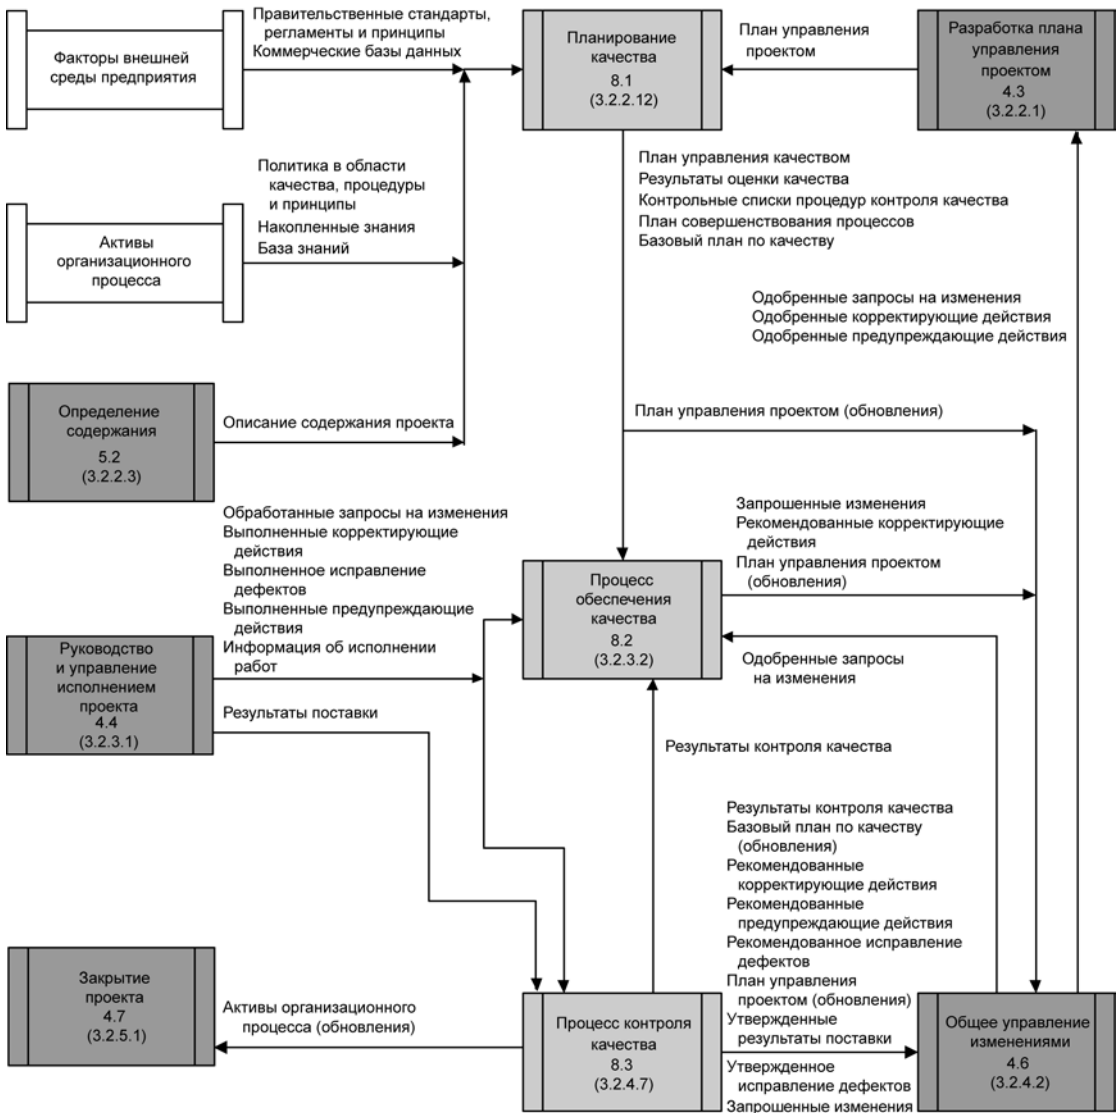 Факторы внешней
среды предприятия
Правительственные стандарты,
регламенты и принципы
Коммерческие базы данных
Планирование
качества
8.1
(3.2.2.12)
План управления
проектом
Разработка плана
управления
проектом
4.3
(3.2.2.1)
Политика в области
качества, процедуры
и принципы
Накопленные знания
База знаний
Активы
организационного
процесса
План управления качеством
Результаты оценки качества
Контрольные списки процедур контроля качества
План совершенствования процессов
Базовый план по качеству
Одобренные запросы на изменения
Одобренные корректирующие действия
Одобренные предупреждающие действия
Определение
содержания
5.2
(3.2.2.3)
Описание содержания проекта
План управления проектом (обновления)
Обработанные запросы на изменения
Выполненные корректирующие
действия
Выполненное исправление
дефектов
Выполненные предупреждающие
действия
Информация об исполнении
работ
Запрошенные изменения
Рекомендованные корректирующие
действия
План управления проектом
(обновления)
Процесс
обеспечения
качества
8.2
(3.2.3.2)
Одобренные запросы
на изменения
Руководство
и управление
исполнением
проекта
4.4
(3.2.3.1)
Результаты поставки
Результаты контроля качества
Результаты контроля качества
Базовый план по качеству
(обновления)
Рекомендованные
корректирующие действия
Рекомендованные
предупреждающие действия
Рекомендованное исправление
дефектов
План управления
проектом (обновления)
Утвержденные
результаты поставки
Утвержденное
исправление дефектов
Запрошенные изменения
Закрытие
проекта
4.7
(3.2.5.1)
Активы организационного
процесса (обновления)
Процесс контроля
качества
8.3
(3.2.4.7)
Общее управление
изменениями
4.6
(3.2.4.2)